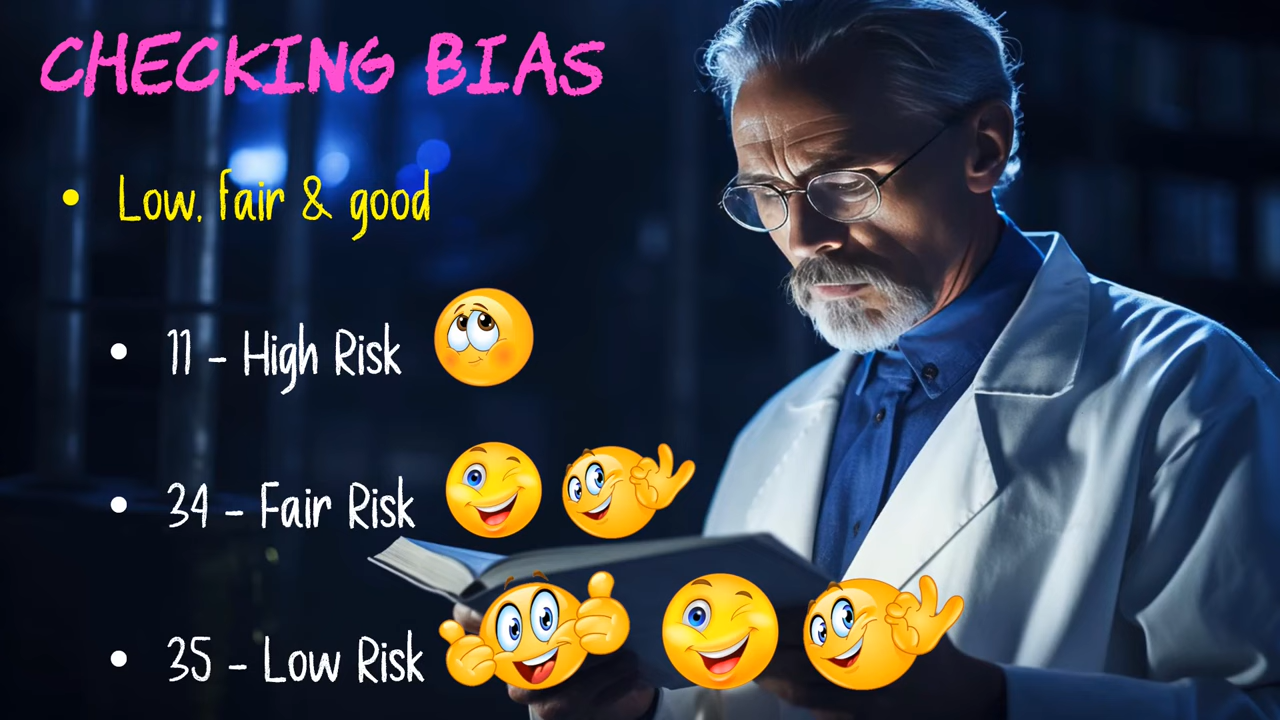 CHECKING BIAS
• Low, fair & good
• 11 - High Risk
• 34 - Fair Risk
• 35 - Low Risk